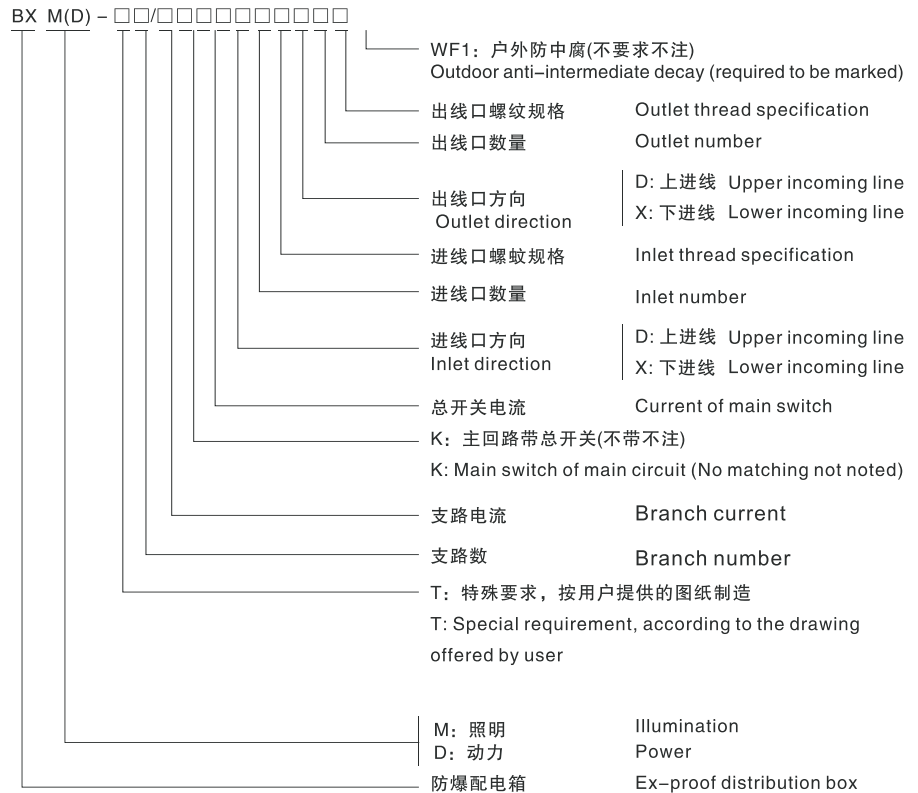 BX M(D)-□□/□□□□□□□□□□
WF1：户外防中腐(不要求不注)
Outdoor anti-intermediate decay (required to be marked)
出线口螺纹规格 Outlet thread specification
出线口数量 Outlet number
出线口方向
Outlet direction
D: 上进线 Upper incoming line
X: 下进线 Lower incoming line
进线口螺蚊规格 Inlet thread specification
进线口数量 Inlet number
进线口方向
Inlet direction
D: 上进线 Upper incoming line
X: 下进线 Lower incoming line
总开关电流 Current of main switch
K：主回路带总开关(不带不注)
K: Main switch of main circuit (No matching not noted)
支路电流 Branch current
支路数 Branch number
T：特殊要求，按用户提供的图纸制造
T: Special requirement, according to the drawing
offered by user
M：照明 Illumination
D：动力 Power
防爆配电箱 Ex-proof distribution box